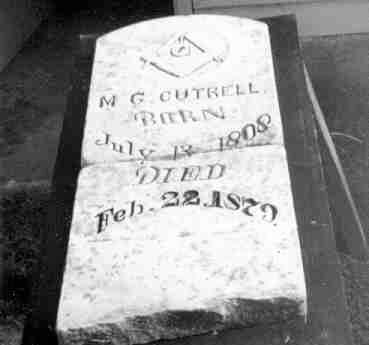 G
M. G. CUTRELL.
BORN
July 13, 1808
DIED
Feb. 22, 1879.